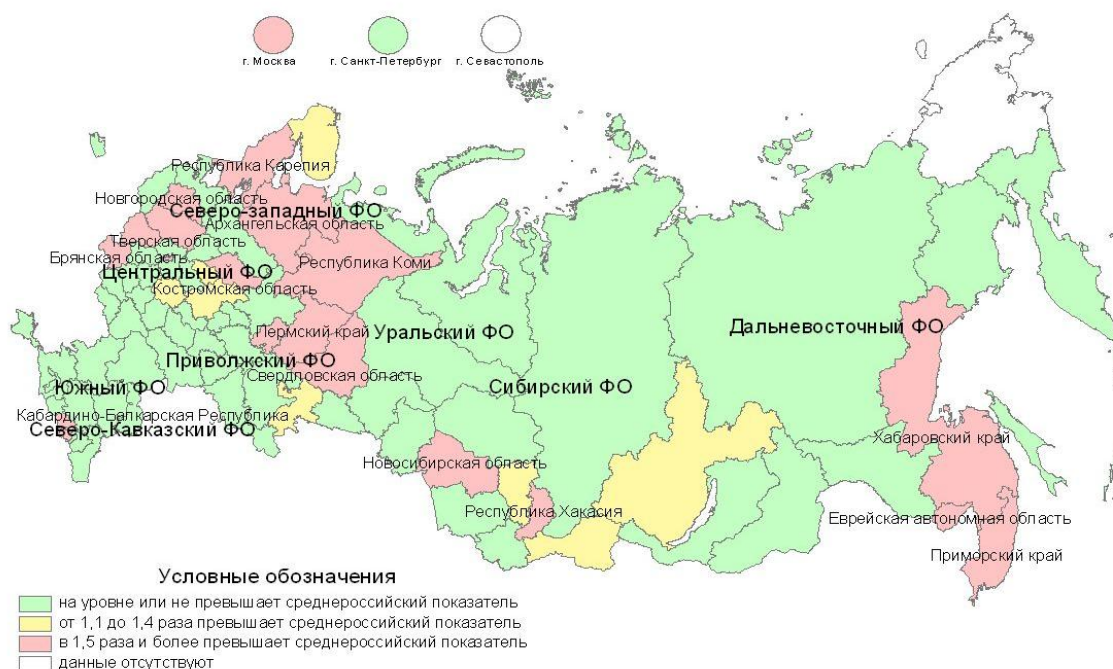 г. Москва
г. Санкт-Петербург
г. Севастополь
Республика Карелия
Новгородская область
Северо-западный ФО
Архангельская область
Тверская область
Брянская область
Республика Коми
Центральный ФО
Костромская область
Пермский край
Уральский ФО
Дальневосточный ФО
Приволжский ФО
Свердловская область
Южный ФО
Сибирский ФО
Кабардино-Балкарская Республика
Северо-Кавказский ФО
Хабаровский край
Новосибирская область
Республика Хакасия
Еврейская автономная область
Приморский край
Условные обозначения
на уровне или не превышает среднероссийский показатель
от 1,1 до 1,4 раза превышает среднероссийский показатель
в 1,5 раза и более превышает среднероссийский показатель
данные отсутствуют